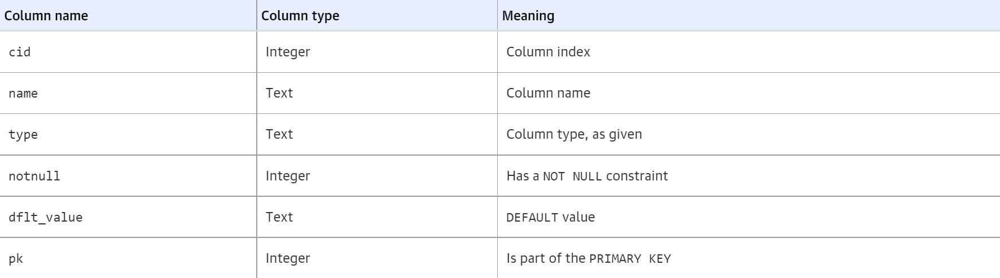 Column name Column type Meaning
cid Integer Column index
name Text Column name
type Text Column type, as given
notnull Integer Has a NOT NULL constraint
dflt_value Text DEFAULT value
pk Integer Is part of the PRIMARY KEY